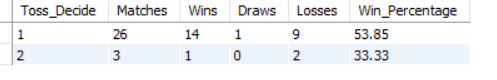 Toss_Decide Matches Wins Draws Losses Win_Percentage
1 26 14 1 9 53.85
2 3 1 0 2 33.33